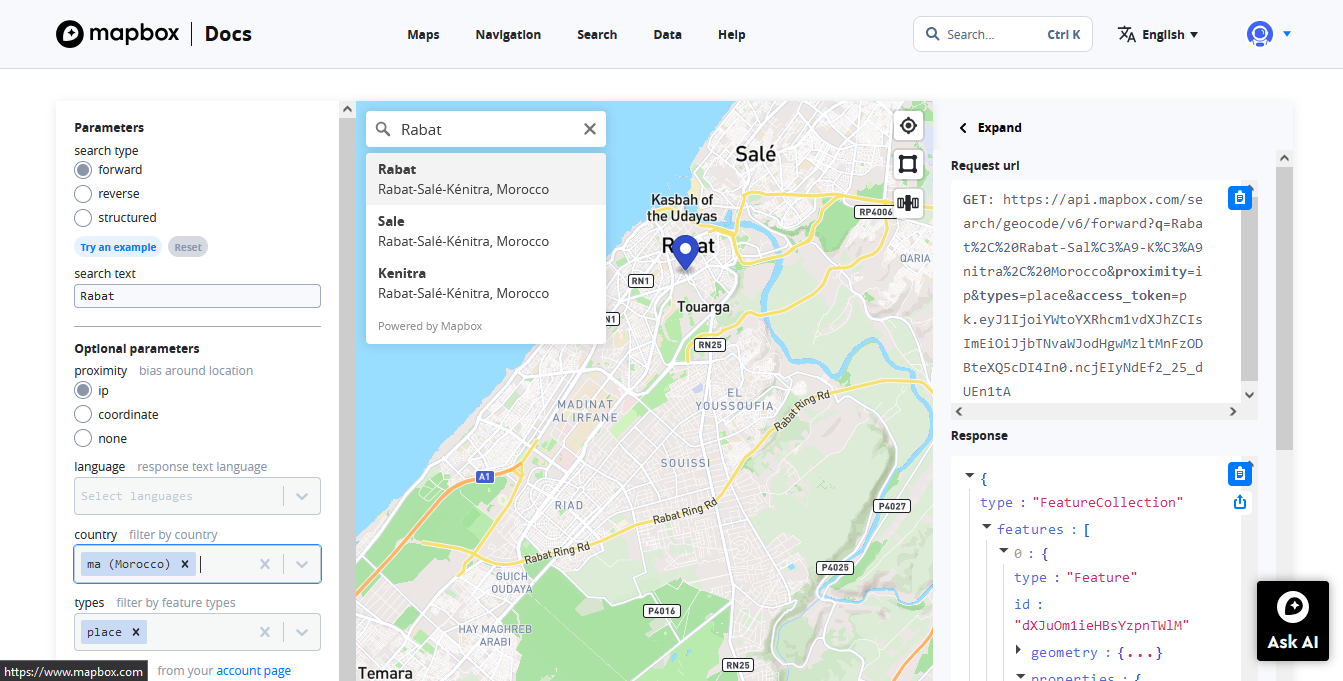 mapbox | Docs
Maps
Navigation
Search
Data
Help
Search...
Ctrl K
English
Parameters
search type
forward
reverse
structured
Try an example
Reset
search text
Rabat
Optional parameters
proximity bias around location
ip
coordinate
none
language response text language
Select languages
country filter by country
ma (Morocco)
types filter by feature types
place
https://www.mapbox.com
from your account page
Rabat
Rabat
Rabat-Salé-Kénitra, Morocco
Sale
Rabat-Salé-Kénitra, Morocco
Kenitra
Rabat-Salé-Kénitra, Morocco
Powered by Mapbox
Salé
Kasbah of
the Udayas
RP4006
Rabat
QARIA
RN1
Touarga
N1
RN25
EL
YOUSSOUFIA
Rabat Ring Rd
MADINAT
AL IRFANE
SOUISSI
A1
RIAD
Rabat Ring Rd
P4027
Rabat Ring Rd
P4025
GUICH
OUDAYA
P4016
HAY MAGHREB
ARABI
RN25
Temara
Expand
Request url
GET: https://api.mapbox.com/se
arch/geocode/v6/forward?q=Raba
t%2C%20Rabat-Sal%C3%A9-K%C3%A9
nitra%2C%20Morocco&proximity=i
p&types=place&access_token=p
k.eyJ1IjoiYWtoYXRhcm1vdXJhZCIs
ImEiOiJjbTNvaWJodHgwMzltMnFzOD
BteXQ5cDI4In0.ncjEIyNdEf2_25_d
UEn1tA
Response
{
type : "FeatureCollection"
features : [
0 : {
type : "Feature"
id :
"dXJuOm1ieHBsYzpnTWlM"
geometry : {...}
properties : {
Ask AI